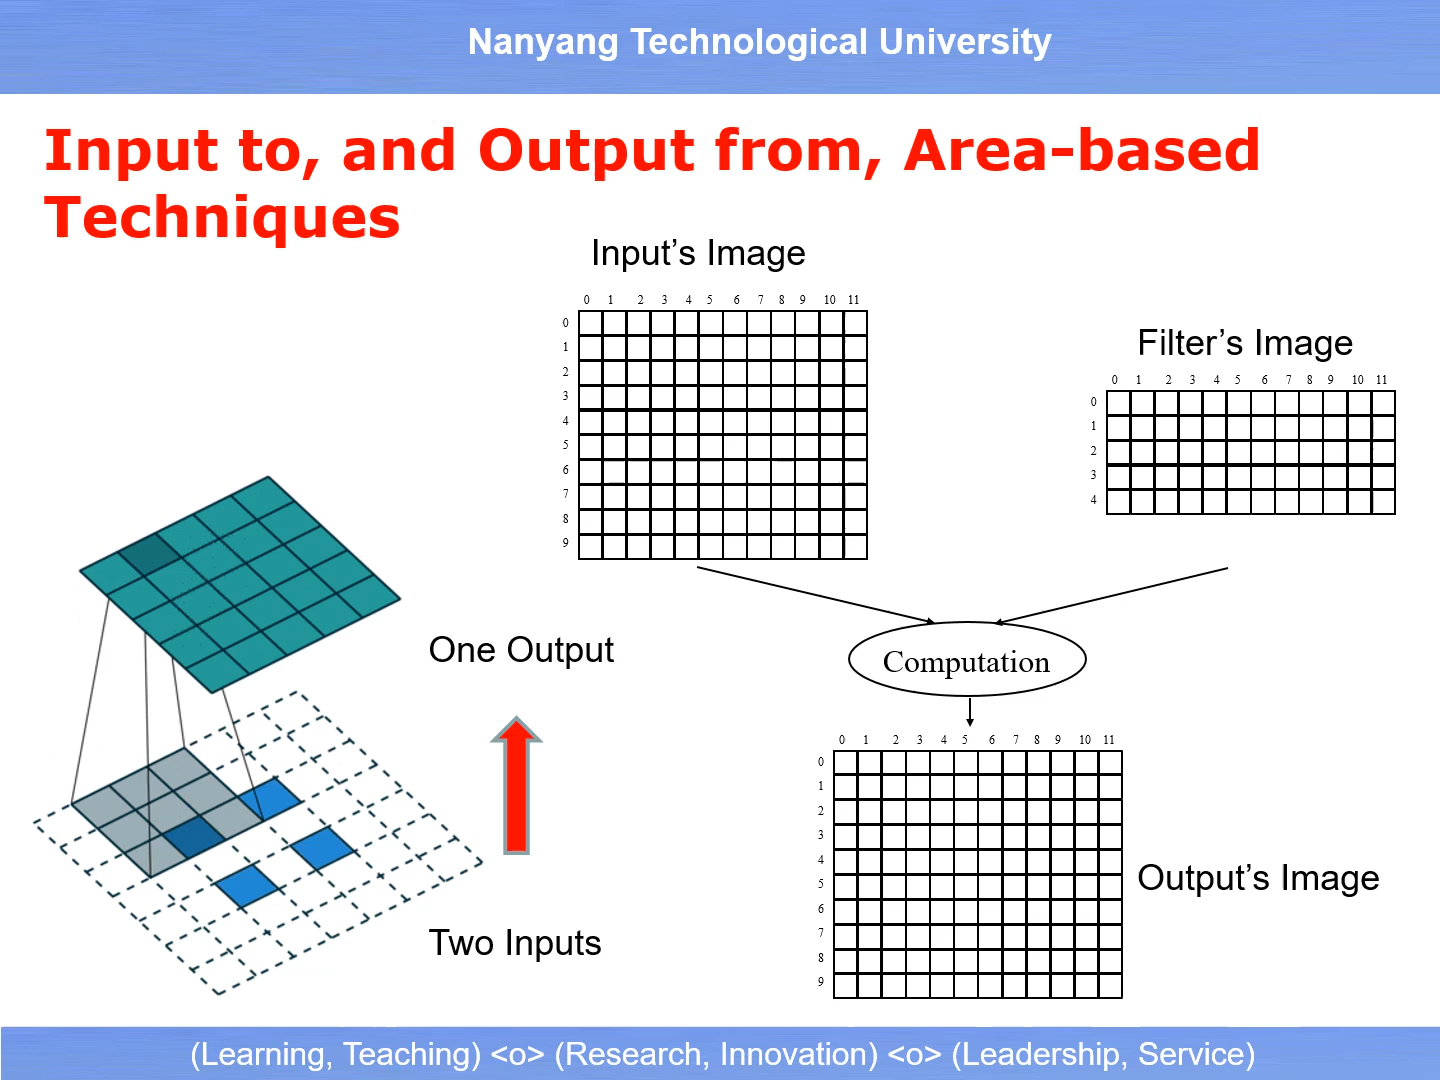 Nanyang Technological University
Input to, and Output from, Area-based
Techniques
Input’s Image
0 1 2 3 4 5 6 7 8 9 10 11
0
1
2
3
4
5
6
7
8
9
Filter’s Image
0 1 2 3 4 5 6 7 8 9 10 11
0
1
2
3
4
One Output
Two Inputs
Computation
0 1 2 3 4 5 6 7 8 9 10 11
0
1
2
3
4
5
6
7
8
9
Output’s Image
(Learning, Teaching) <o> (Research, Innovation) <o> (Leadership, Service)